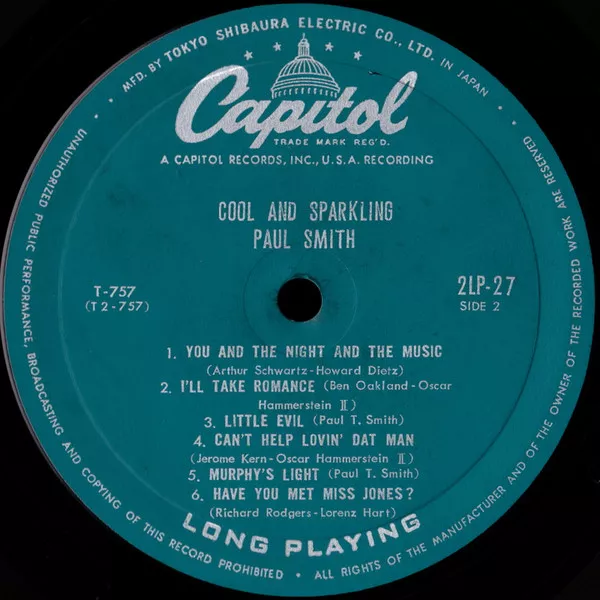 • MFD. BY TOKYO SHIBAURA ELECTRIC CO., LTD. IN JAPAN •
Capitol
TRADE MARK REG'D.
A CAPITOL RECORDS, INC., U.S.A. RECORDING
COOL AND SPARKLING
PAUL SMITH
T-757
(T 2-757)
2LP-27
SIDE 2
1. YOU AND THE NIGHT AND THE MUSIC
(Arthur Schwartz-Howard Dietz)
2. I'LL TAKE ROMANCE (Ben Oakland-Oscar
Hammerstein II)
3. LITTLE EVIL (Paul T. Smith)
4. CAN'T HELP LOVIN' DAT MAN
(Jerome Kern-Oscar Hammerstein II)
5. MURPHY'S LIGHT (Paul T. Smith)
6. HAVE YOU MET MISS JONES?
(Richard Rodgers-Lorenz Hart)
LONG PLAYING
UNAUTHORIZED PUBLIC PERFORMANCE, BROADCASTING AND COPYING OF THIS RECORD PROHIBITED • ALL RIGHTS OF THE MANUFACTURER AND OF THE OWNER OF THE RECORDED WORK ARE RESERVED